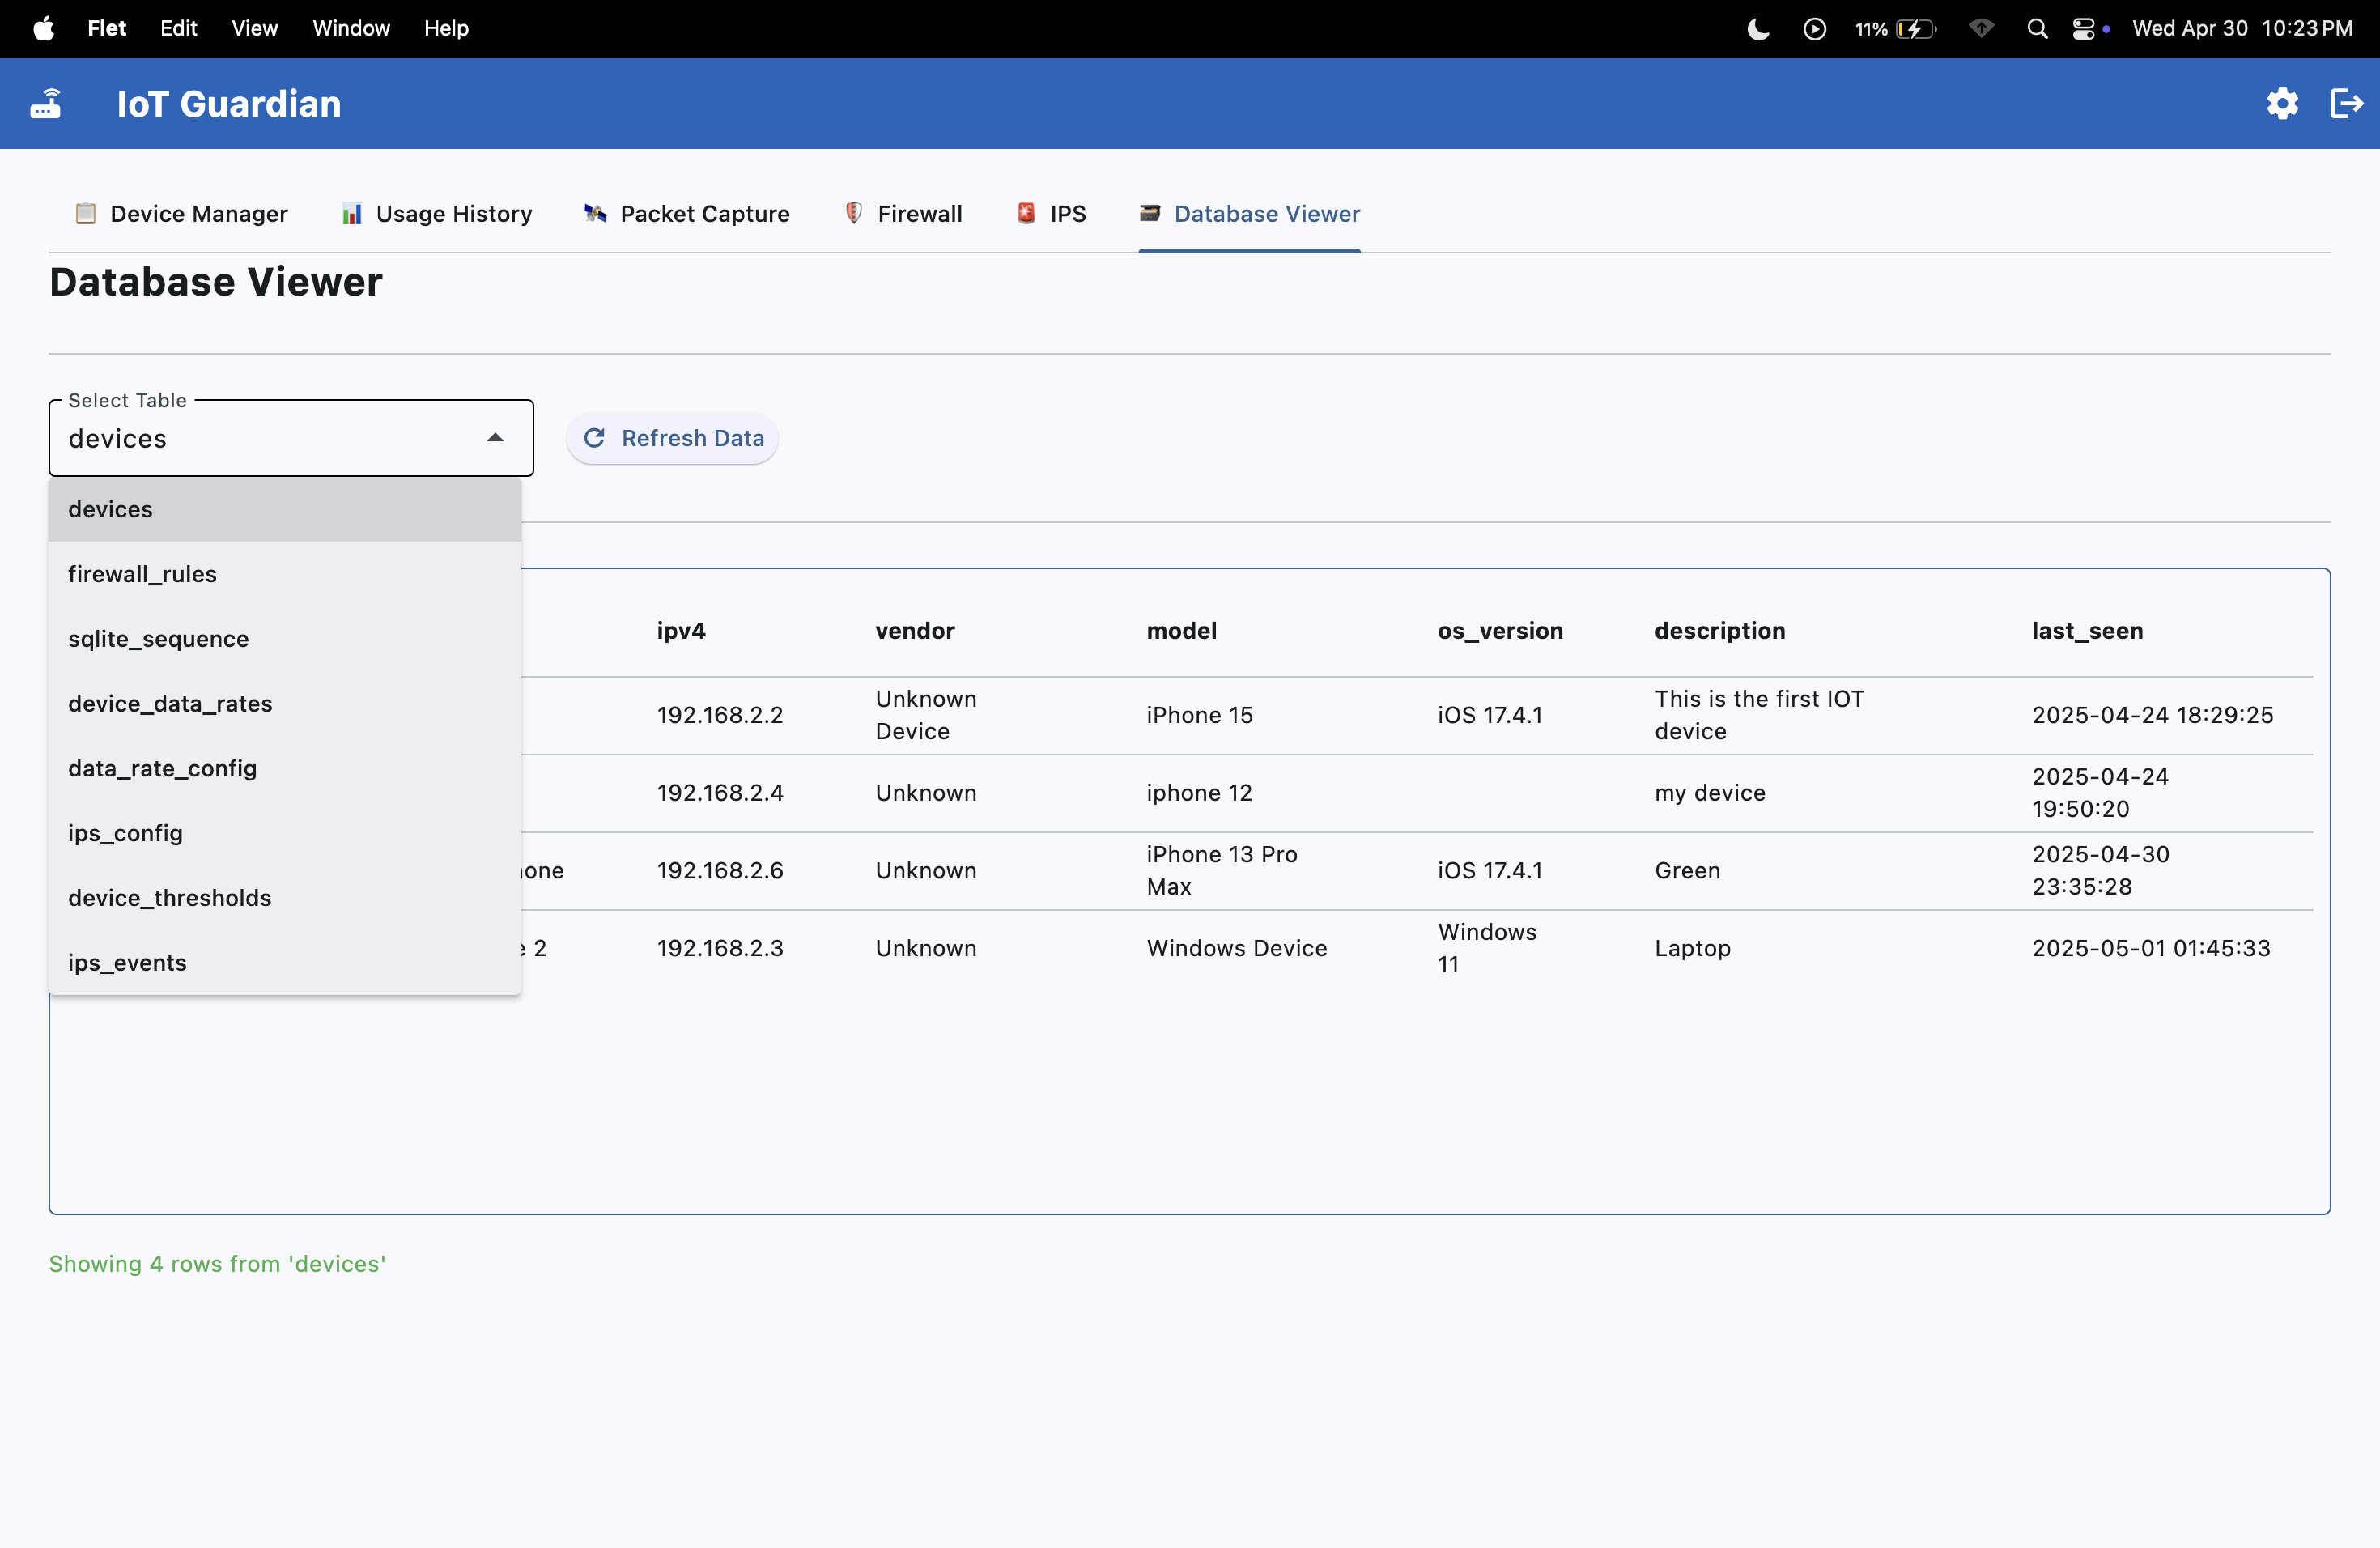 Flet Edit View Window Help 11% Wed Apr 30 10:23 PM
IoT Guardian
Device Manager Usage History Packet Capture Firewall IPS Database Viewer
Database Viewer
Select Table
devices
Refresh Data
devices
firewall_rules
sqlite_sequence
device_data_rates
data_rate_config
ips_config
device_thresholds
ips_events
ipv4 vendor model os_version description last_seen
192.168.2.2 Unknown Device iPhone 15 iOS 17.4.1 This is the first IOT device 2025-04-24 18:29:25
192.168.2.4 Unknown iphone 12 my device 2025-04-24 19:50:20
192.168.2.6 Unknown iPhone 13 Pro Max iOS 17.4.1 Green 2025-04-30 23:35:28
2 192.168.2.3 Unknown Windows Device Windows 11 Laptop 2025-05-01 01:45:33
Showing 4 rows from 'devices'